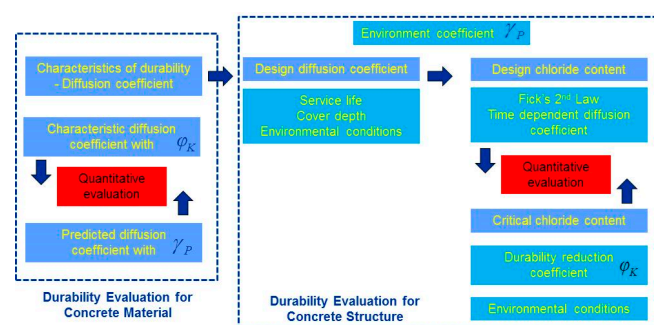 Environment coefficient γP
Characteristics of durability
- Diffusion coefficient
Characteristic diffusion
coefficient with φK
Quantitative
evaluation
Predicted diffusion
coefficient with γP
Durability Evaluation for
Concrete Material
Design diffusion coefficient
Service life
Cover depth
Environmental conditions
Design chloride content
Fick's 2nd Law
Time dependent diffusion
coefficient
Quantitative
evaluation
Critical chloride content
Durability reduction
coefficient φK
Environmental conditions
Durability Evaluation for
Concrete Structure